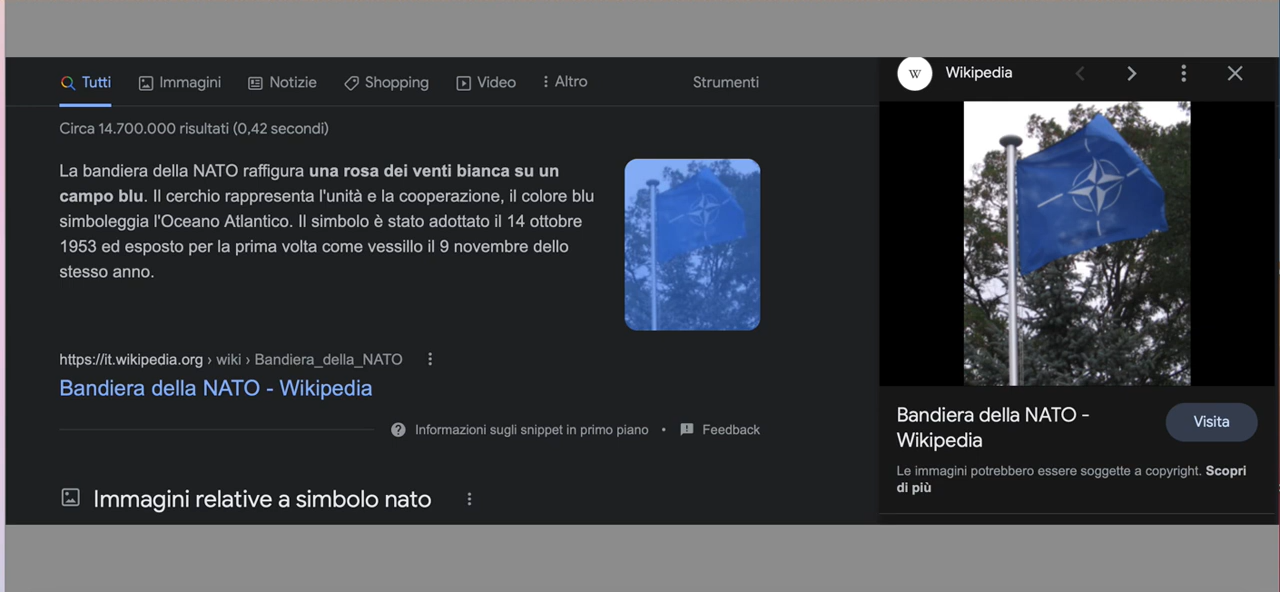 Tutti Immagini Notizie Shopping Video Altro Strumenti
Circa 14.700.000 risultati (0,42 secondi)
La bandiera della NATO raffigura una rosa dei venti bianca su un
campo blu. Il cerchio rappresenta l'unità e la cooperazione, il colore blu
simboleggia l'Oceano Atlantico. Il simbolo è stato adottato il 14 ottobre
1953 ed esposto per la prima volta come vessillo il 9 novembre dello
stesso anno.
https://it.wikipedia.org › wiki › Bandiera_della_NATO
Bandiera della NATO - Wikipedia
Informazioni sugli snippet in primo piano • Feedback
Immagini relative a simbolo nato
W Wikipedia
Bandiera della NATO -
Wikipedia
Visita
Le immagini potrebbero essere soggette a copyright. Scopri
di più